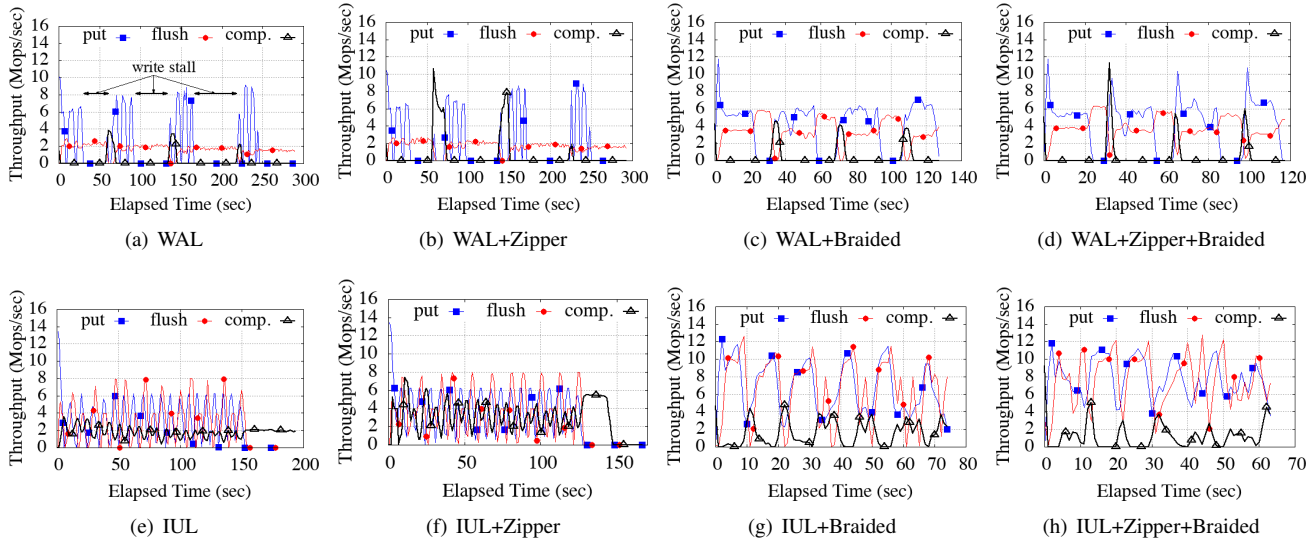 16
14
12
10
8
6
4
2
0
Throughput (Mops/sec)
put flush comp.
write stall
0 50 100 150 200 250 300
Elapsed Time (sec)
(a) WAL
16
14
12
10
8
6
4
2
0
Throughput (Mops/sec)
put flush comp.
0 50 100 150 200 250 300
Elapsed Time (sec)
(b) WAL+Zipper
16
14
12
10
8
6
4
2
0
Throughput (Mops/sec)
put flush comp.
0 20 40 60 80 100 120 140
Elapsed Time (sec)
(c) WAL+Braided
16
14
12
10
8
6
4
2
0
Throughput (Mops/sec)
put flush comp.
0 20 40 60 80 100 120
Elapsed Time (sec)
(d) WAL+Zipper+Braided
16
14
12
10
8
6
4
2
0
Throughput (Mops/sec)
put flush comp.
0 50 100 150 200
Elapsed Time (sec)
(e) IUL
16
14
12
10
8
6
4
2
0
Throughput (Mops/sec)
put flush comp.
0 50 100 150
Elapsed Time (sec)
(f) IUL+Zipper
16
14
12
10
8
6
4
2
0
Throughput (Mops/sec)
put flush comp.
0 10 20 30 40 50 60 70 80
Elapsed Time (sec)
(g) IUL+Braided
16
14
12
10
8
6
4
2
0
Throughput (Mops/sec)
put flush comp.
0 10 20 30 40 50 60 70
Elapsed Time (sec)
(h) IUL+Zipper+Braided